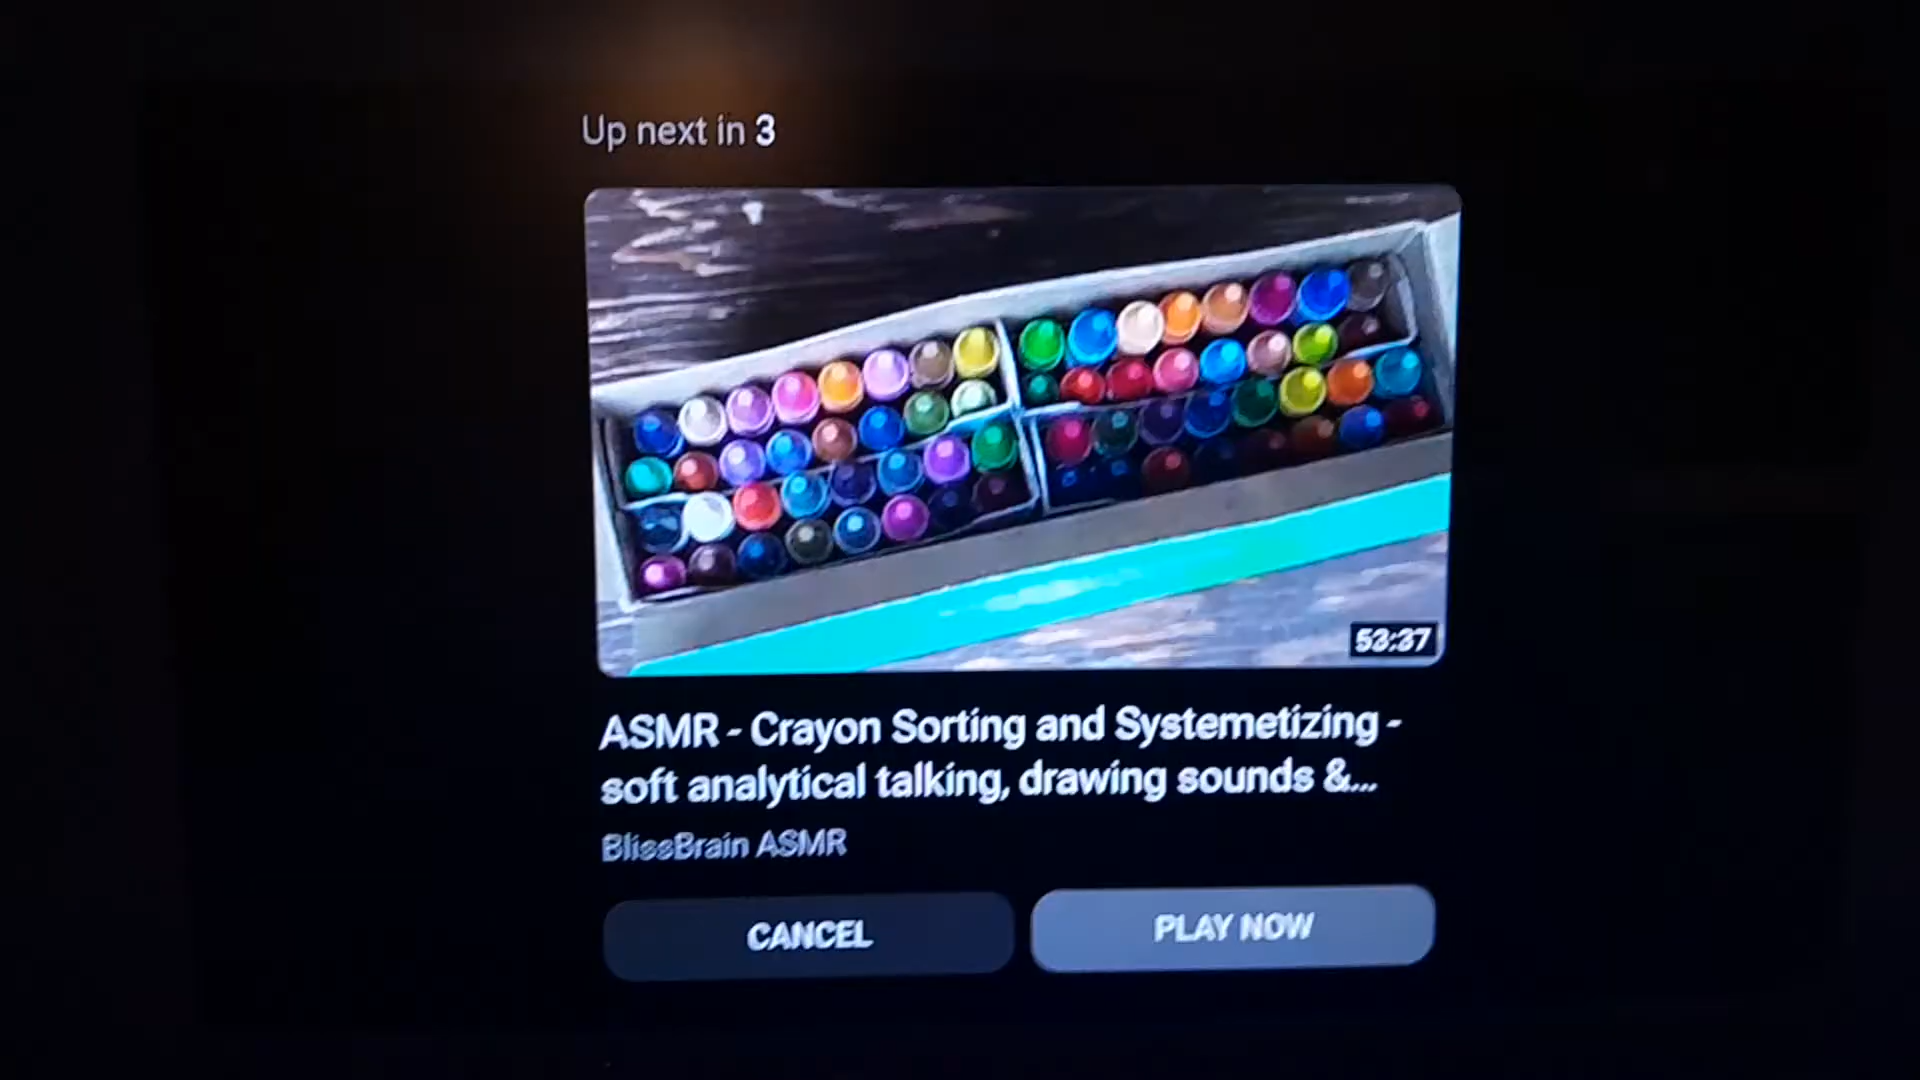 Up next in 3
53:37
ASMR - Crayon Sorting and Systemetizing -
soft analytical talking, drawing sounds &...
BlissBrain ASMR
CANCEL
PLAY NOW